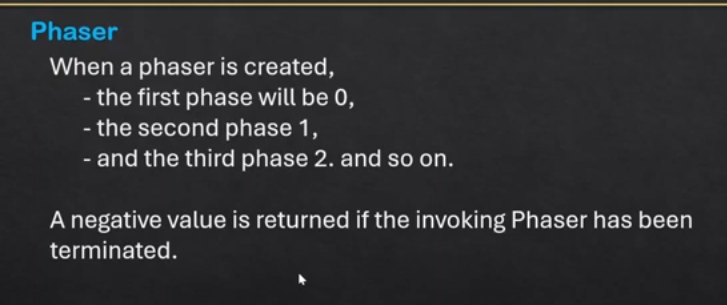 Phaser
When a phaser is created,
- the first phase will be 0,
- the second phase 1,
- and the third phase 2. and so on.
A negative value is returned if the invoking Phaser has been
terminated.